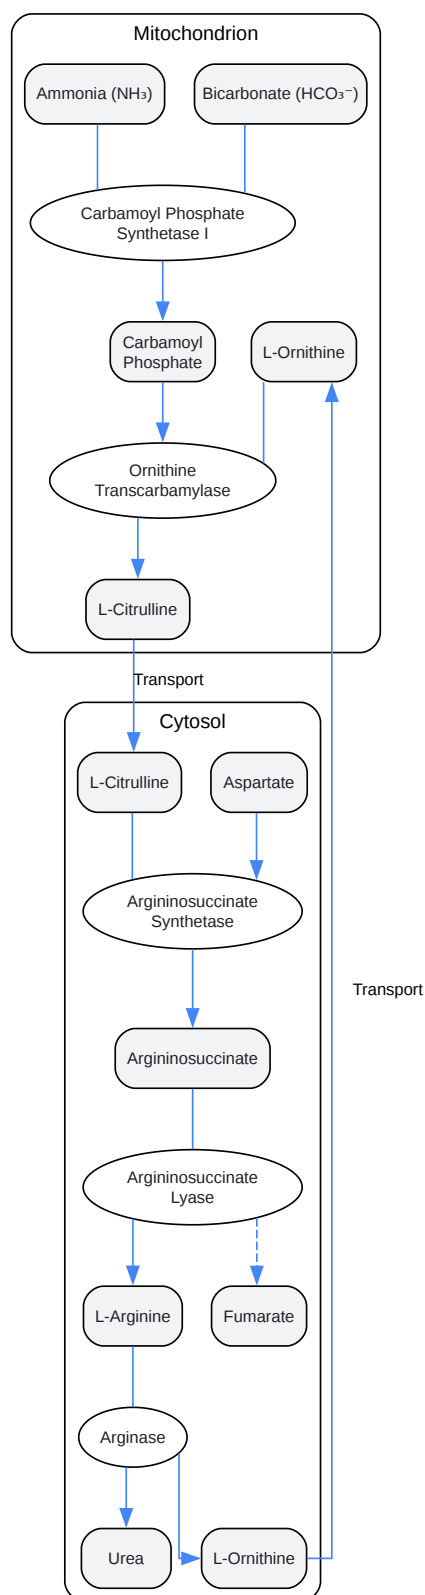 Mitochondrion
Ammonia (NH₃)
Bicarbonate (HCO₃⁻)
Carbamoyl Phosphate
Synthetase I
Carbamoyl
Phosphate
L-Ornithine
Ornithine
Transcarbamylase
L-Citrulline
Transport
Cytosol
L-Citrulline
Aspartate
Argininosuccinate
Synthetase
Transport
Argininosuccinate
Argininosuccinate
Lyase
L-Arginine
Fumarate
Arginase
Urea
L-Ornithine